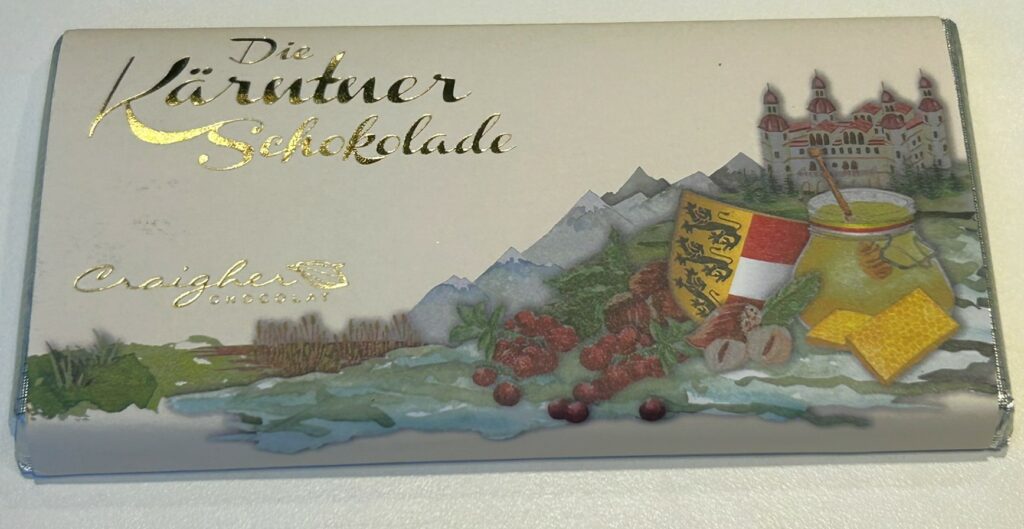 Die
Kärntner
Schokolade
Craigher
CHOCOLAT